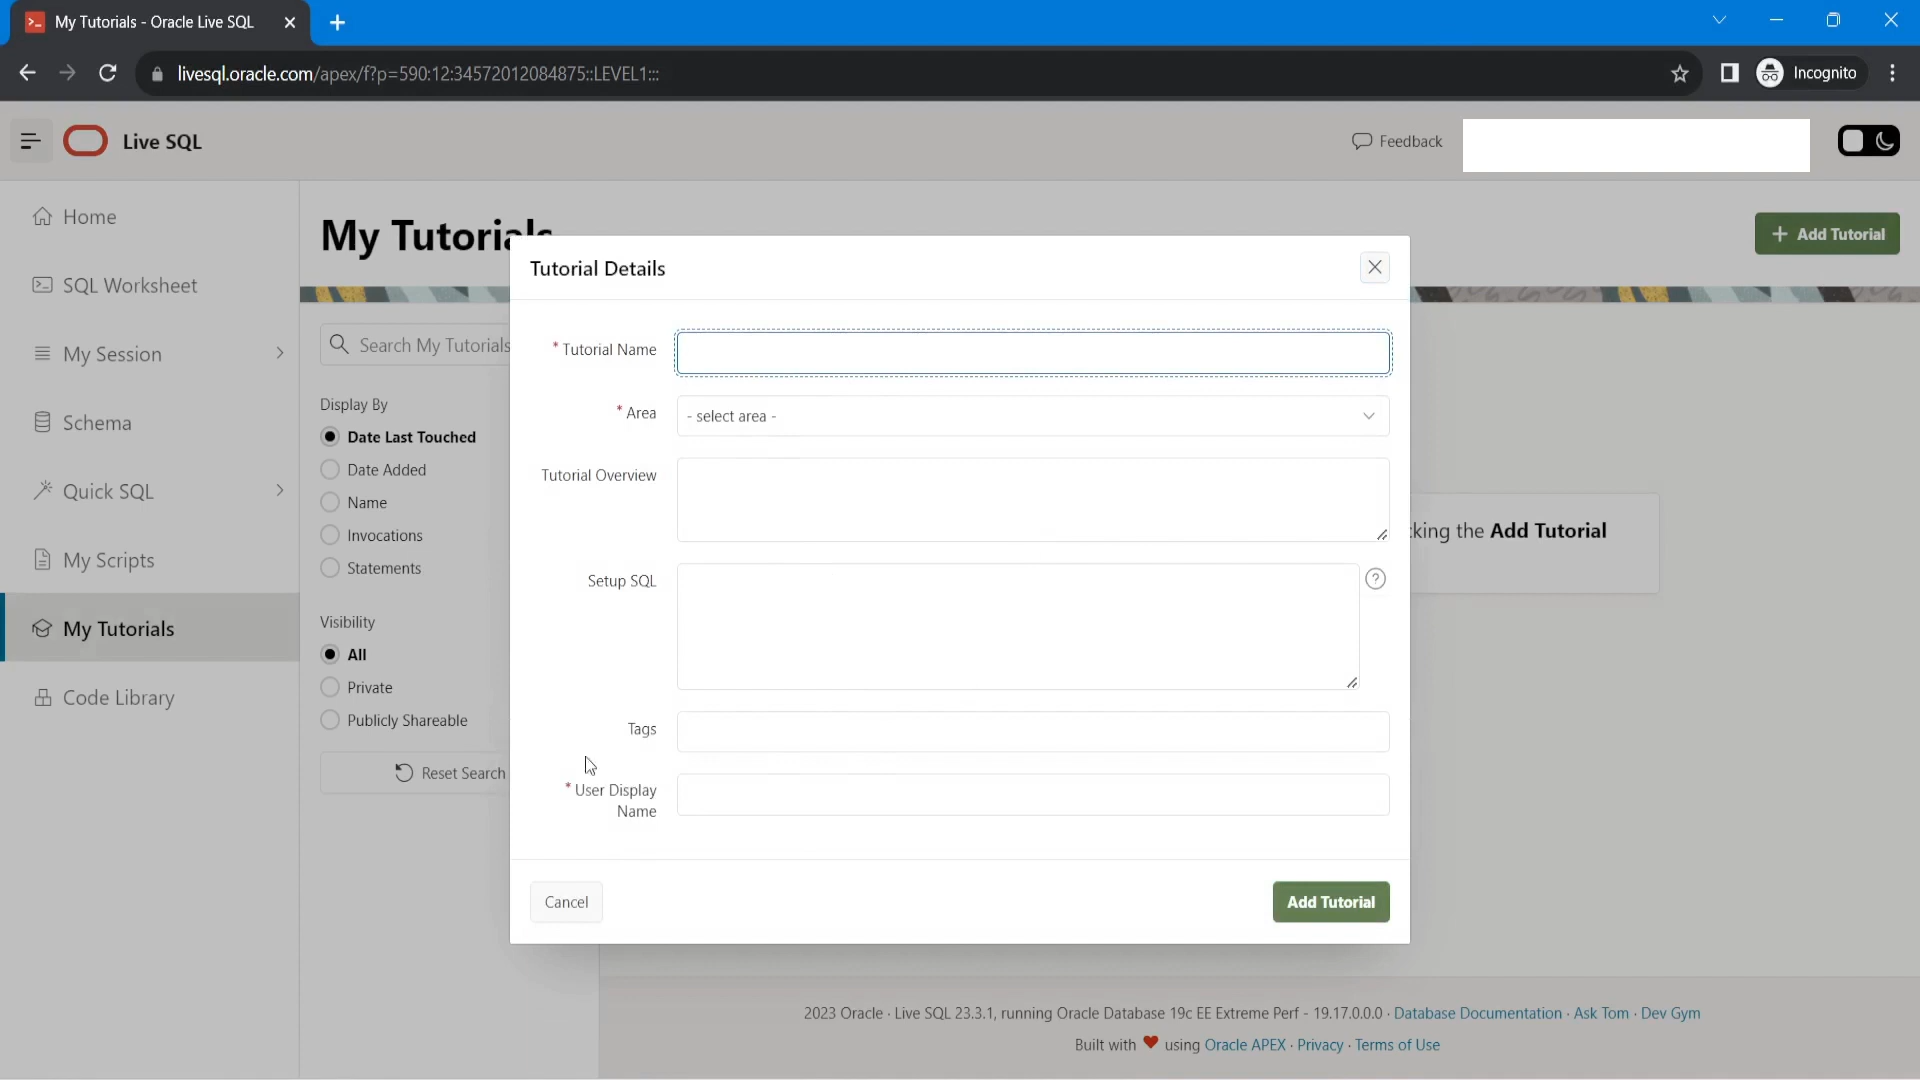 My Tutorials - Oracle Live SQL
livesql.oracle.com/apex/f?p=590:12:34572012084875::LEVEL1:::
Incognito
Live SQL
Feedback
Home
SQL Worksheet
My Session
Schema
Quick SQL
My Scripts
My Tutorials
Code Library
My Tutorials
Add Tutorial
Search My Tutorials
Display By
Date Last Touched
Date Added
Name
Invocations
Statements
Visibility
All
Private
Publicly Shareable
Reset Search
Tutorial Details
* Tutorial Name
* Area
- select area -
Tutorial Overview
Setup SQL
?
Tags
* User Display
Name
Cancel
Add Tutorial
king the Add Tutorial
2023 Oracle · Live SQL 23.3.1, running Oracle Database 19c EE Extreme Perf - 19.17.0.0.0 · Database Documentation · Ask Tom · Dev Gym
Built with ❤ using Oracle APEX · Privacy · Terms of Use